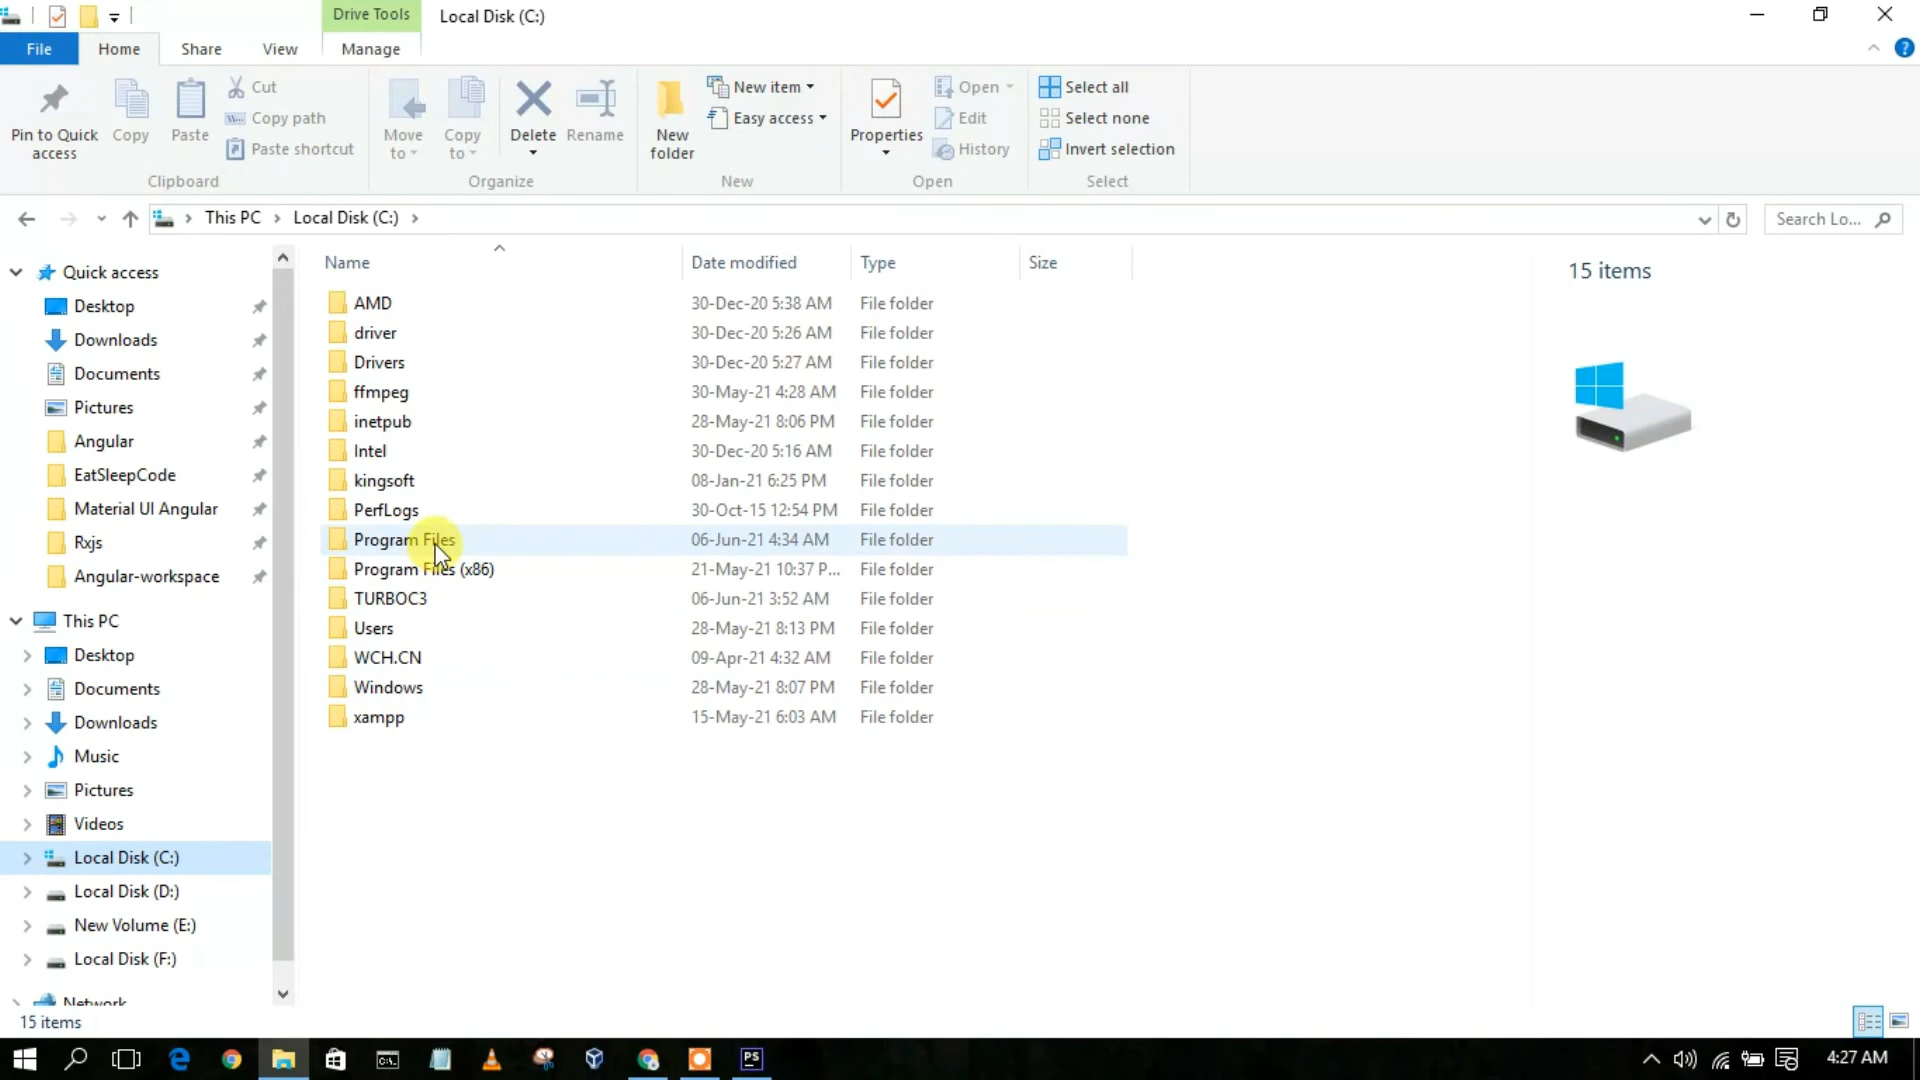 Drive Tools
Local Disk (C:)
File
Home
Share
View
Manage
Pin to Quick access
Copy
Paste
Cut
Copy path
Paste shortcut
Clipboard
Move to
Copy to
Delete
Rename
Organize
New folder
New item
Easy access
New
Properties
Open
Edit
History
Open
Select all
Select none
Invert selection
Select
This PC
Local Disk (C:)
Search Lo...
Quick access
Desktop
Downloads
Documents
Pictures
Angular
EatSleepCode
Material UI Angular
Rxjs
Angular-workspace
This PC
Desktop
Documents
Downloads
Music
Pictures
Videos
Local Disk (C:)
Local Disk (D:)
New Volume (E:)
Local Disk (F:)
Network
Name Date modified Type Size
AMD 30-Dec-20 5:38 AM File folder
driver 30-Dec-20 5:26 AM File folder
Drivers 30-Dec-20 5:27 AM File folder
ffmpeg 30-May-21 4:28 AM File folder
inetpub 28-May-21 8:06 PM File folder
Intel 30-Dec-20 5:16 AM File folder
kingsoft 08-Jan-21 6:25 PM File folder
PerfLogs 30-Oct-15 12:54 PM File folder
Program Files 06-Jun-21 4:34 AM File folder
Program Files (x86) 21-May-21 10:37 P... File folder
TURBOC3 06-Jun-21 3:52 AM File folder
Users 28-May-21 8:13 PM File folder
WCH.CN 09-Apr-21 4:32 AM File folder
Windows 28-May-21 8:07 PM File folder
xampp 15-May-21 6:03 AM File folder
15 items
15 items
PS
4:27 AM